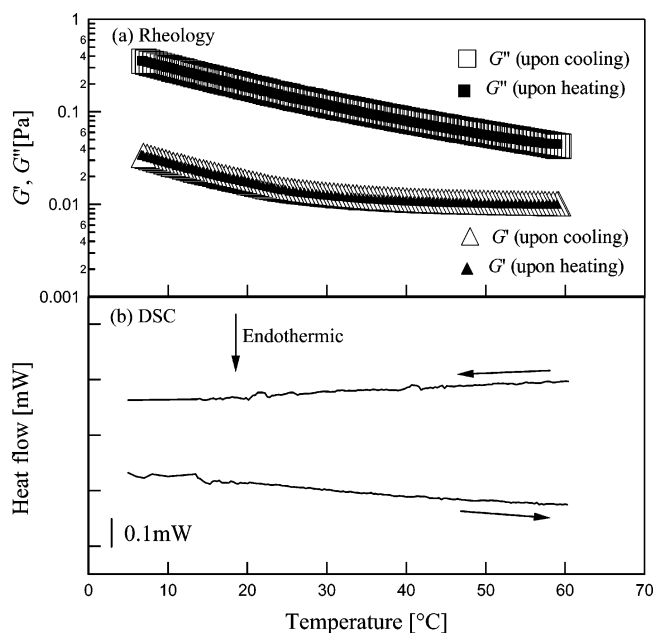 1
6
4
2
0.1
6
4
2
0.01
6
4
2
0.001
G', G"[Pa]
(a) Rheology
G" (upon cooling)
G" (upon heating)
G' (upon cooling)
G' (upon heating)
(b) DSC
Endothermic
Heat flow [mW]
0.1mW
0 10 20 30 40 50 60 70
Temperature [°C]